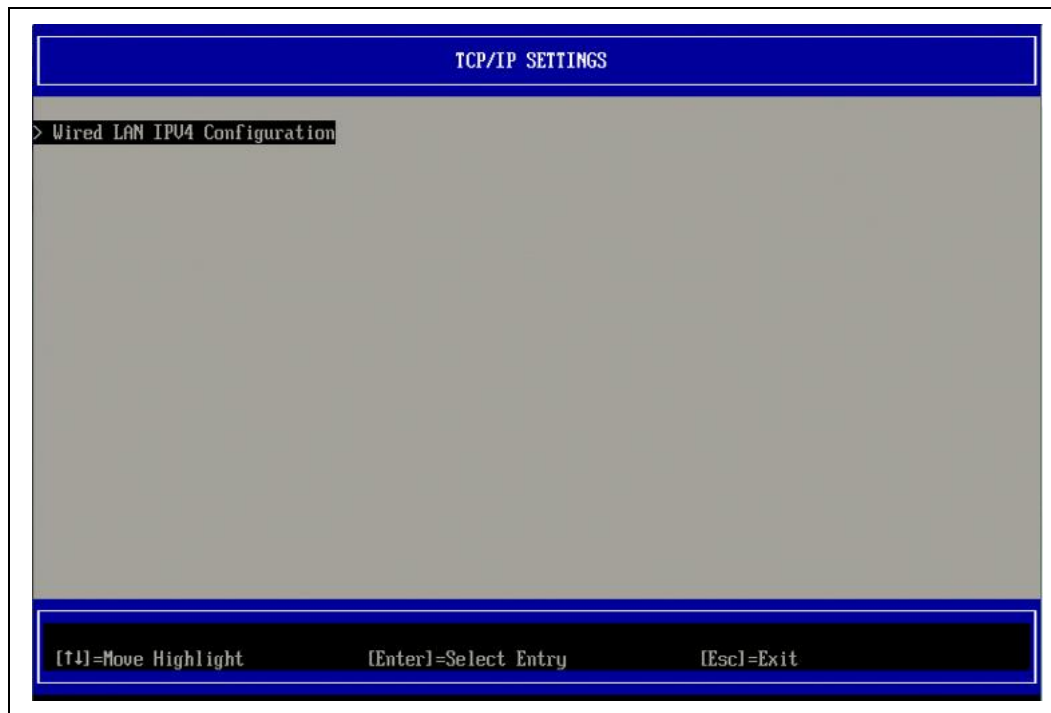 TCP/IP SETTINGS
> Wired LAN IPV4 Configuration
[↑↓]=Move Highlight [Enter]=Select Entry [Esc]=Exit